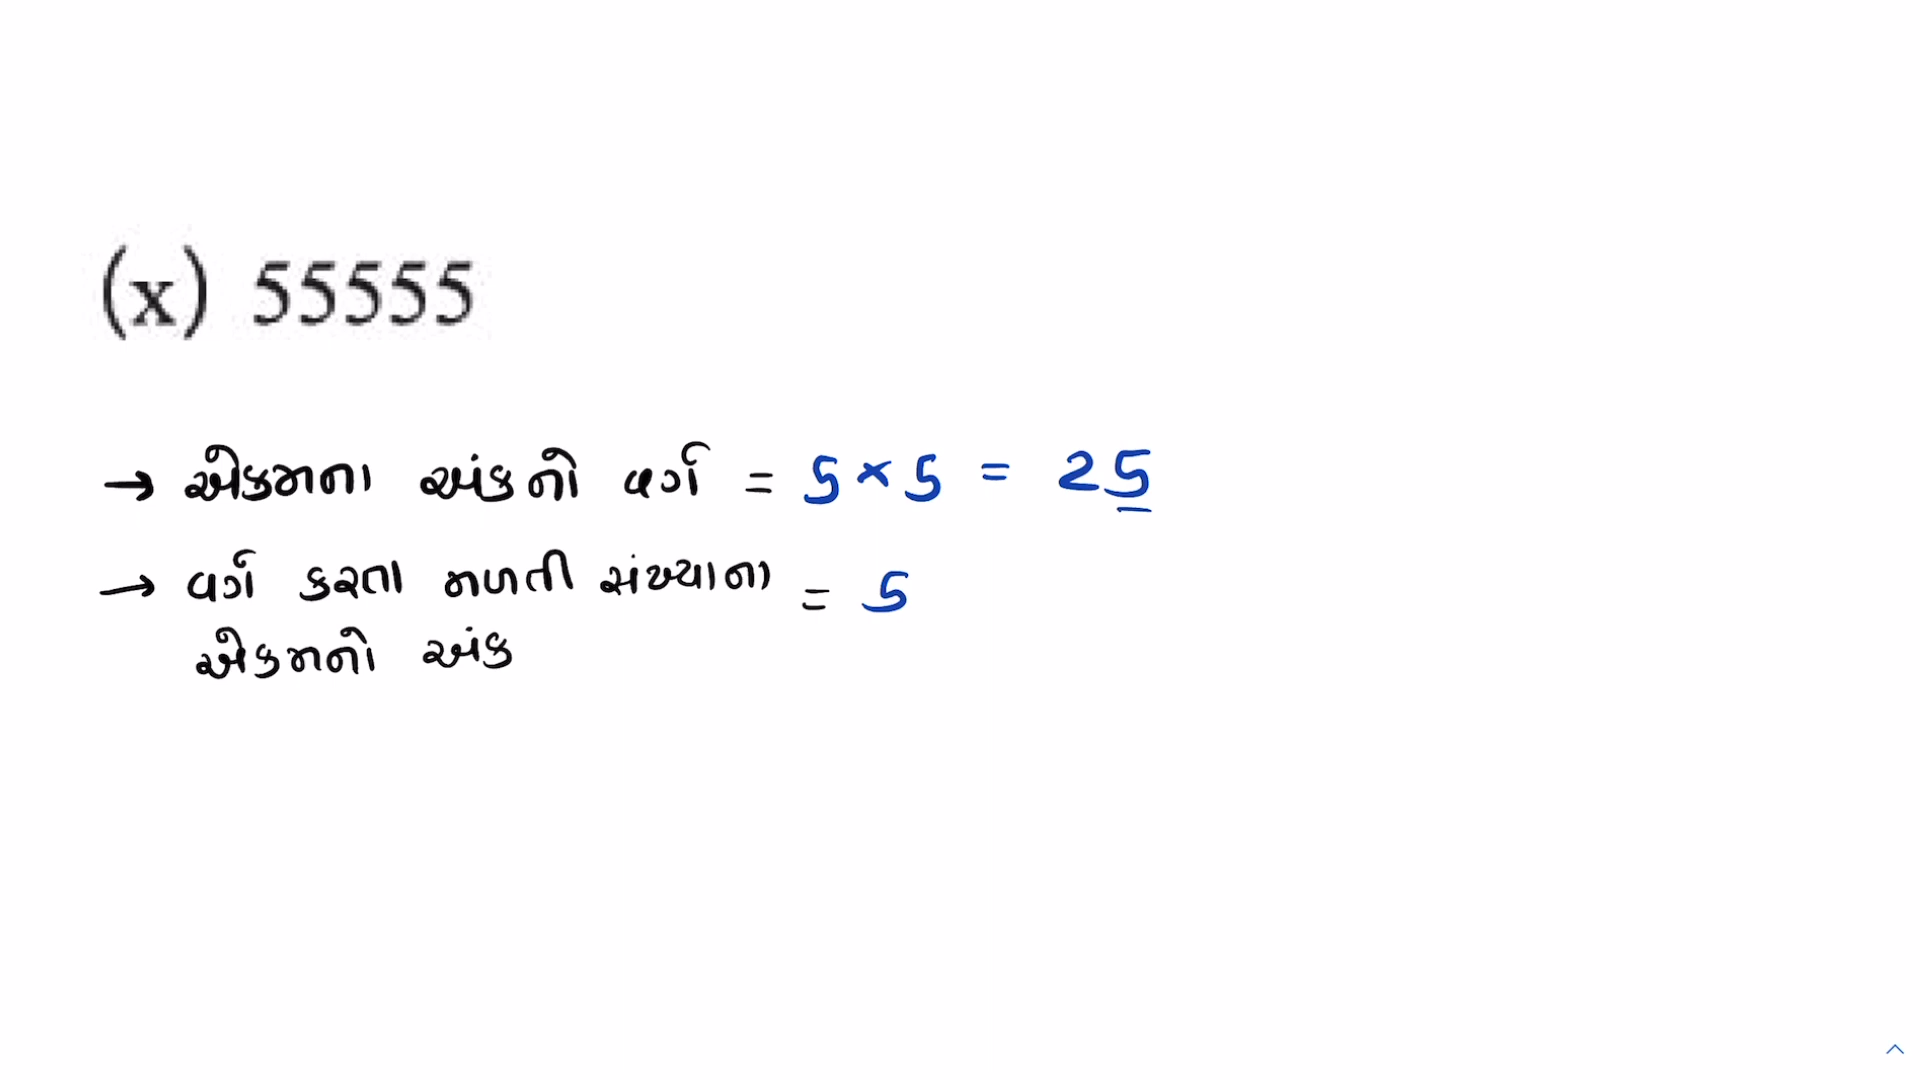 (x) 55555
→ એકમના અંકનો વર્ગ = 5 × 5 = 25
→ વર્ગ કરતા મળતી સંખ્યાના = 5
એકમનો અંક